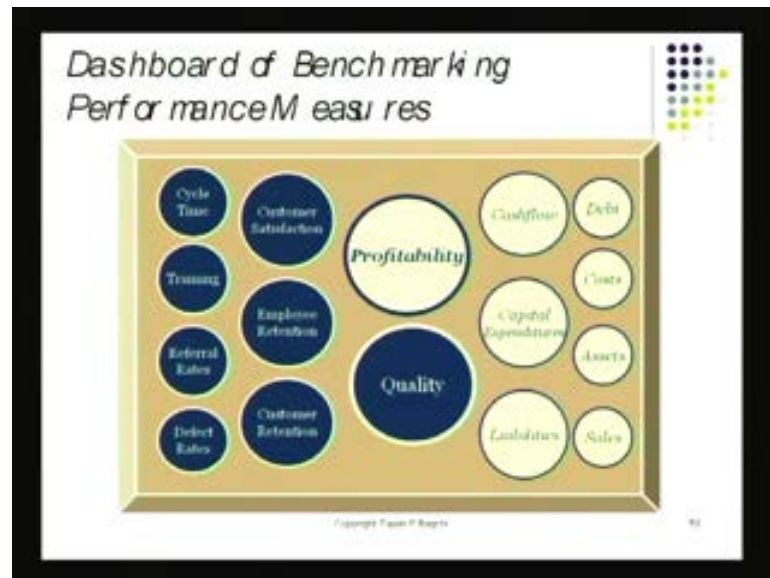 Dashboard of Benchmarking
Performance Measures
Cycle
Time
Customer
Satisfaction
Profitability
Cashflow
Debt
Training
Employee
Retention
Capital
Expenditures
Costs
Referral
Rates
Quality
Assets
Defect
Rates
Customer
Retention
Liabilities
Sales
Copyright